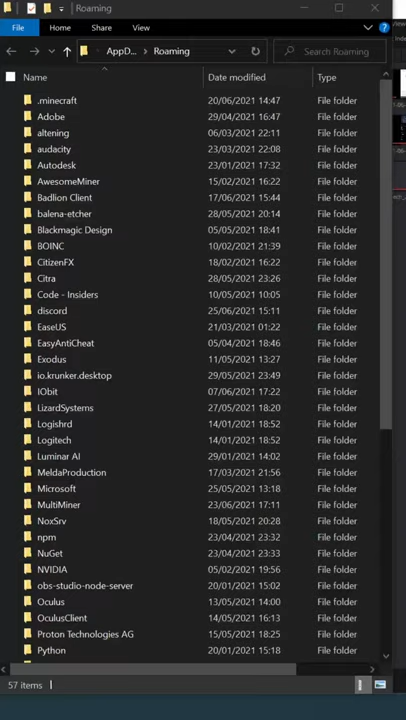 Roaming
File Home Share View
AppD... Roaming Search Roaming
Name Date modified Type
.minecraft 20/06/2021 14:47 File folder
Adobe 29/04/2021 16:47 File folder
altening 06/03/2021 22:11 File folder
audacity 23/03/2021 22:08 File folder
Autodesk 23/01/2021 17:32 File folder
AwesomeMiner 15/02/2021 16:22 File folder
Badlion Client 17/06/2021 15:44 File folder
balena-etcher 28/05/2021 20:14 File folder
Blackmagic Design 05/05/2021 18:41 File folder
BOINC 10/02/2021 21:39 File folder
CitizenFX 18/02/2021 16:22 File folder
Citra 28/05/2021 23:26 File folder
Code - Insiders 10/02/2021 10:05 File folder
discord 25/06/2021 15:11 File folder
EaseUS 21/03/2021 01:22 File folder
EasyAntiCheat 05/04/2021 18:46 File folder
Exodus 11/05/2021 13:27 File folder
io.krunker.desktop 29/05/2021 23:49 File folder
IObit 07/06/2021 17:22 File folder
LizardSystems 27/05/2021 18:20 File folder
Logishrd 14/01/2021 18:52 File folder
Logitech 14/01/2021 18:52 File folder
Luminar AI 29/01/2021 14:02 File folder
MeldaProduction 17/03/2021 21:56 File folder
Microsoft 25/05/2021 13:18 File folder
MultiMiner 23/06/2021 17:11 File folder
NoxSrv 18/05/2021 20:28 File folder
npm 23/04/2021 23:32 File folder
NuGet 23/04/2021 23:33 File folder
NVIDIA 05/02/2021 19:56 File folder
obs-studio-node-server 20/01/2021 15:02 File folder
Oculus 13/05/2021 14:00 File folder
OculusClient 14/05/2021 16:13 File folder
Proton Technologies AG 15/05/2021 18:25 File folder
Python 20/01/2021 15:18 File folder
57 items